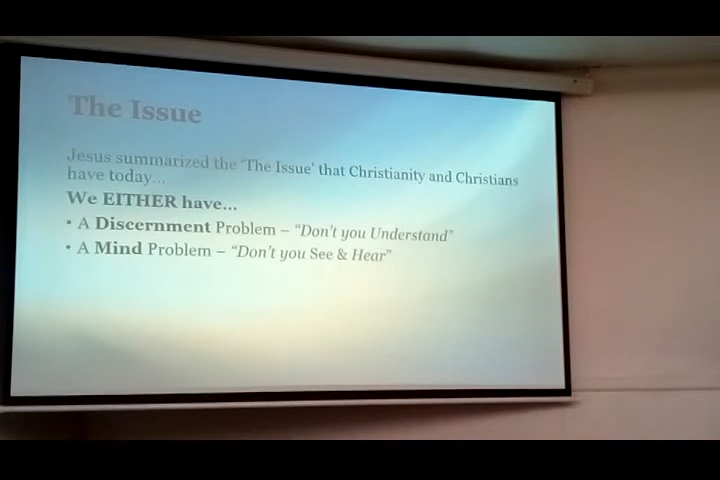 The Issue
Jesus summarized the 'The Issue' that Christianity and Christians
have today...
We EITHER have...
• A Discernment Problem – "Don't you Understand"
• A Mind Problem – "Don't you See & Hear"